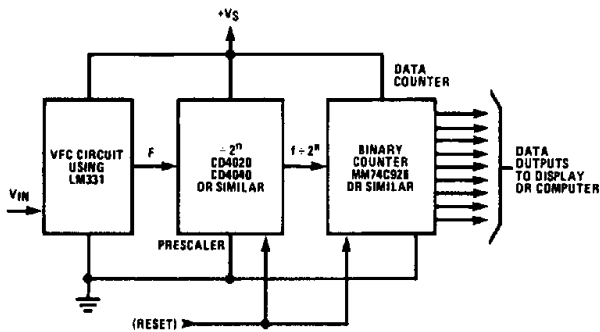 +VS
DATA
COUNTER
VFC CIRCUIT
USING
LM331
F
÷ 2ⁿ
CD4020
CD4040
OR SIMILAR
f ÷ 2ⁿ
BINARY
COUNTER
MM74C926
OR SIMILAR
DATA
OUTPUTS
TO DISPLAY
OR COMPUTER
VIN
PRESCALER
(RESET)